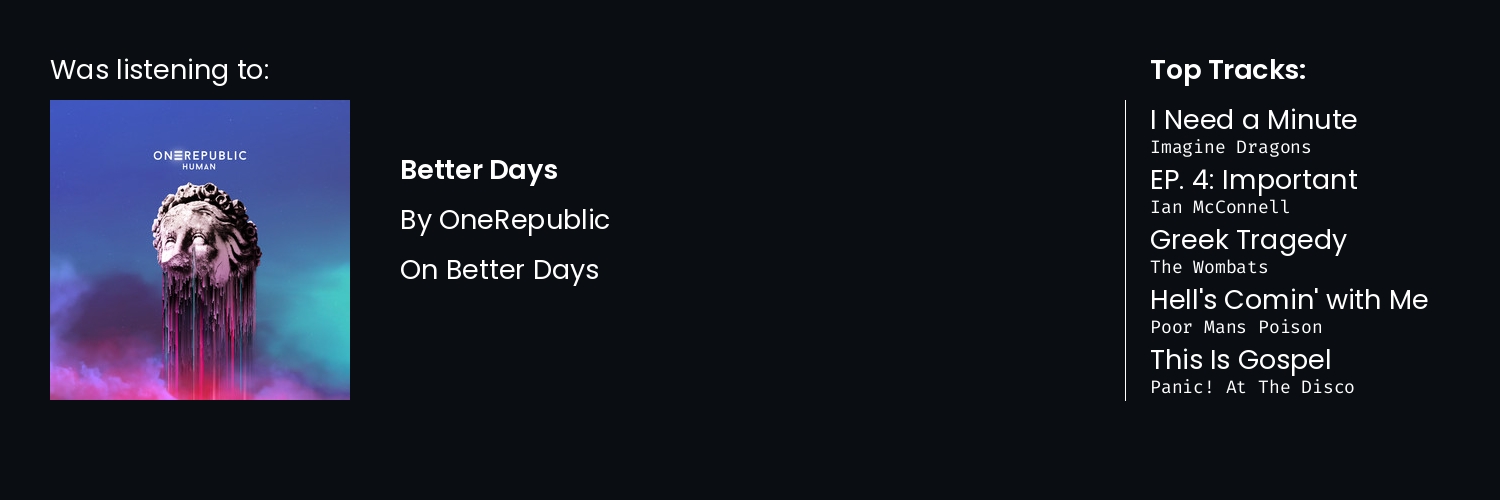 Was listening to:
ONEREPUBLIC
HUMAN
Better Days
By OneRepublic
On Better Days
Top Tracks:
I Need a Minute
Imagine Dragons
EP. 4: Important
Ian McConnell
Greek Tragedy
The Wombats
Hell's Comin' with Me
Poor Mans Poison
This Is Gospel
Panic! At The Disco